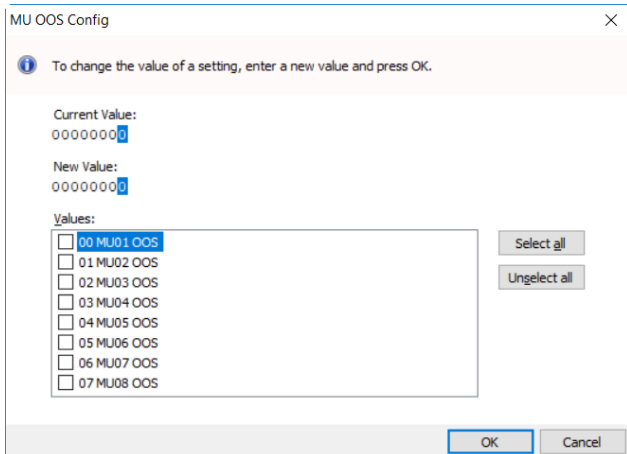 MU OOS Config
To change the value of a setting, enter a new value and press OK.
Current Value:
00000000
New Value:
00000000
Values:
00 MU01 OOS
01 MU02 OOS
02 MU03 OOS
03 MU04 OOS
04 MU05 OOS
05 MU06 OOS
06 MU07 OOS
07 MU08 OOS
Select all
Unselect all
OK
Cancel